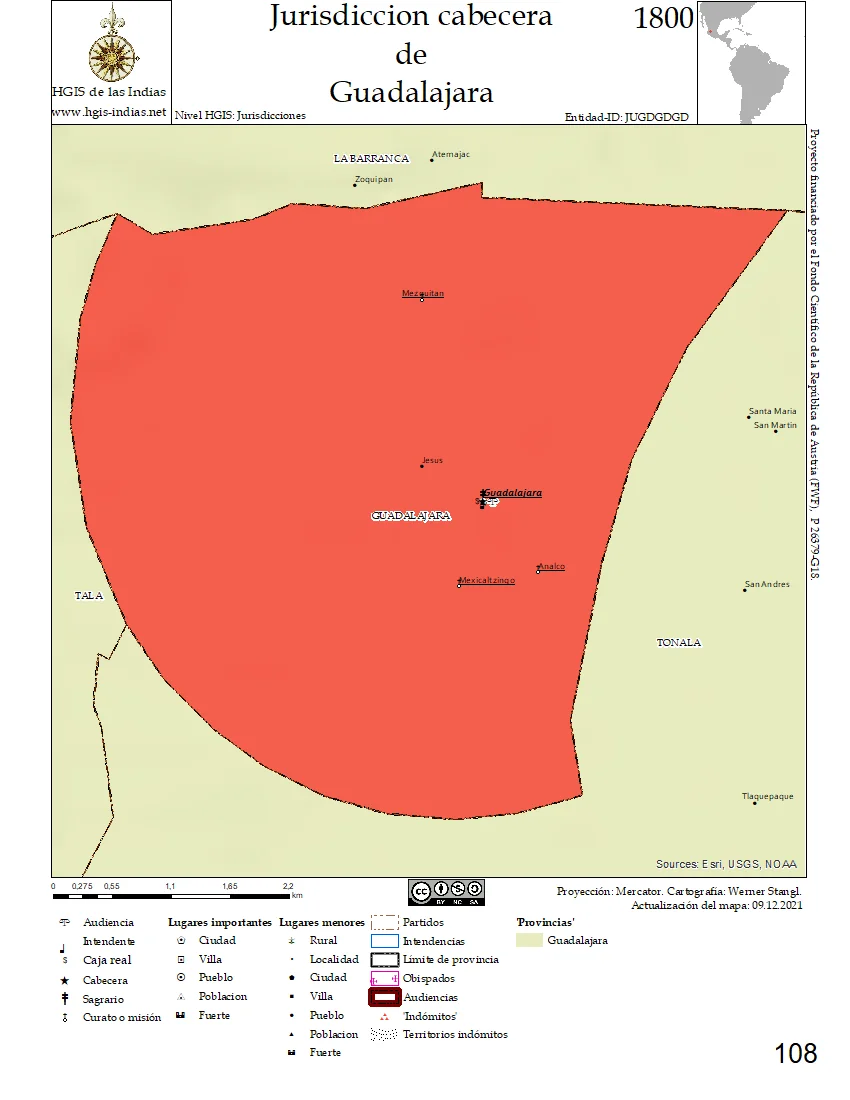 Jurisdiccion cabecera
de
Guadalajara
1800
HGIS de las Indias
www.hgis-indias.net
Nivel HGIS: Jurisdicciones
Entidad-ID: JUGDGDGD
LA BARRANCA
Atemajac
Zoquipan
Mezquitan
Santa Maria
San Martin
Jesus
Guadalajara
GUADALAJARA
Analco
Mexicaltzingo
San Andres
TALA
TONALA
Tlaquepaque
Sources: Esri, USGS, NOAA
Proyecto financiado por el Fondo Científico de la República de Austria (FWF), P 26379-G18.
0 0,275 0,55 1,1 1,65 2,2
km
CC BY NC SA
Proyección: Mercator. Cartografía: Werner Stangl.
Actualización del mapa: 09.12.2021
Audiencia
Intendente
S Caja real
Cabecera
Sagrario
Curato o misión
Lugares importantes
Ciudad
Villa
Pueblo
Poblacion
Fuerte
Lugares menores
Rural
Localidad
Ciudad
Villa
Pueblo
Poblacion
Fuerte
Partidos
Intendencias
Límite de provincia
Obispados
Audiencias
'Indómitos'
Territorios indómitos
'Provincias'
Guadalajara
108